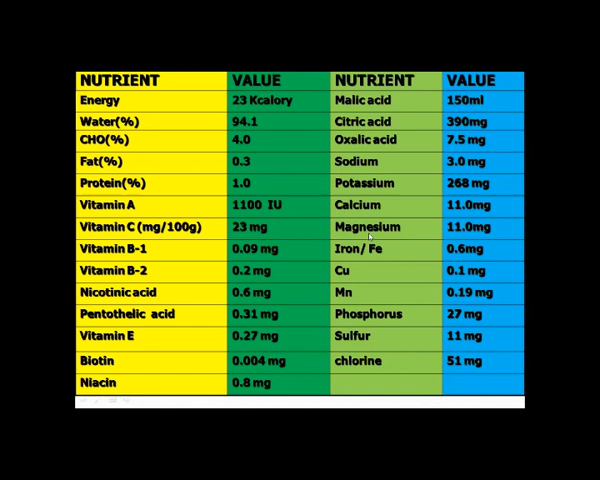 NUTRIENT VALUE NUTRIENT VALUE
Energy 23 Kcalory Malic acid 150ml
Water(%) 94.1 Citric acid 390mg
CHO(%) 4.0 Oxalic acid 7.5 mg
Fat(%) 0.3 Sodium 3.0 mg
Protein(%) 1.0 Potassium 268 mg
Vitamin A 1100 IU Calcium 11.0mg
Vitamin C (mg/100g) 23 mg Magnesium 11.0mg
Vitamin B-1 0.09 mg Iron/ Fe 0.6mg
Vitamin B-2 0.2 mg Cu 0.1 mg
Nicotinic acid 0.6 mg Mn 0.19 mg
Pentothelic acid 0.31 mg Phosphorus 27 mg
Vitamin E 0.27 mg Sulfur 11 mg
Biotin 0.004 mg chlorine 51 mg
Niacin 0.8 mg